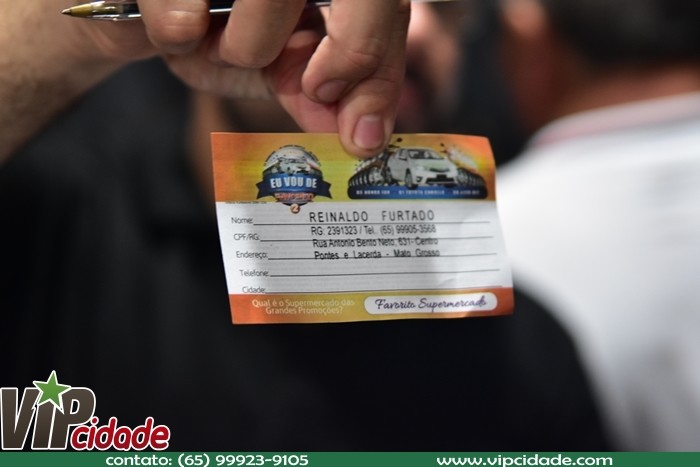 EU VOU DE
Nome: REINALDO FURTADO
CPF/RG: RG: 2391323 / Tel. (65) 99905-3568
Endereço: Rua Antonio Bento Neto, 631- Centro
Pontes e Lacerda - Mato Grosso
Telefone:
Cidade:
Qual é o Supermercado das
Grandes Promoções?
Favorito Supermercado
VIPcidade
contato: (65) 99923-9105
www.vipcidade.com